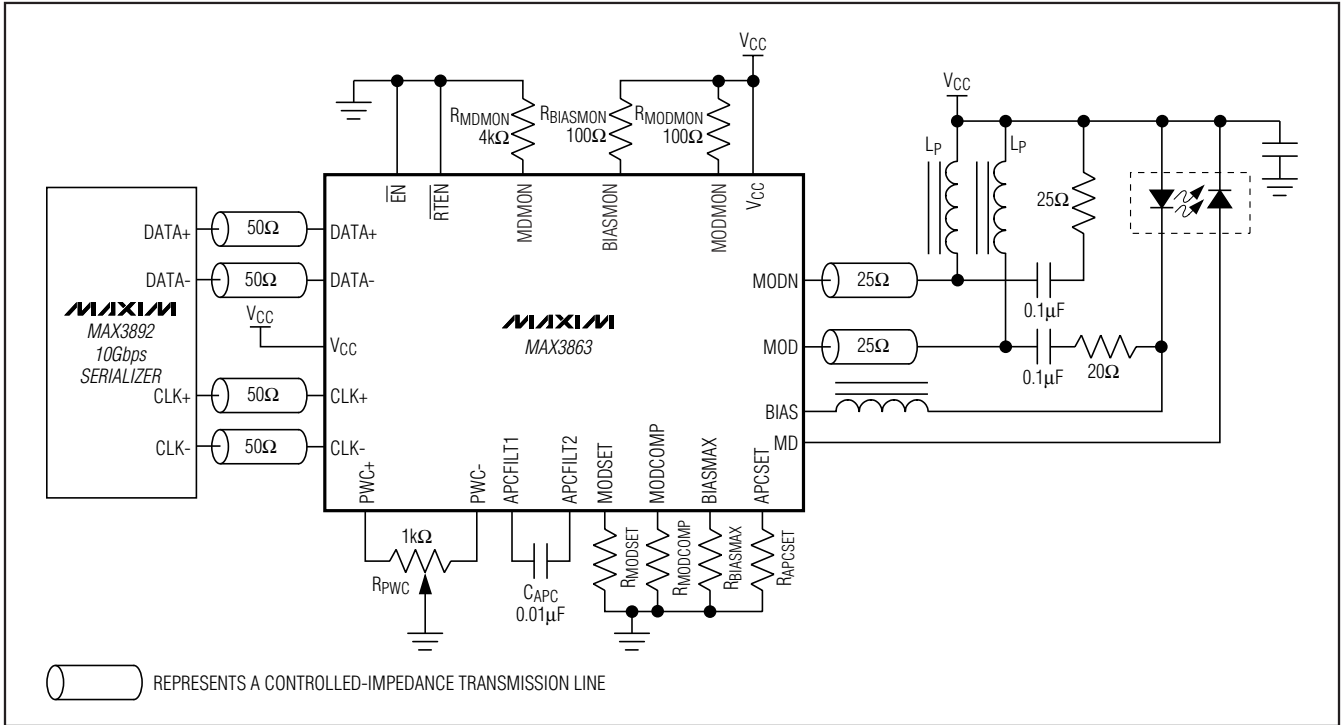 VCC
VCC
RMDMON
4kΩ
RBIASMON
100Ω
RMODMON
100Ω
LP
LP
25Ω
EN
RTEN
MDMON
BIASMON
MODMON
VCC
DATA+
50Ω
DATA+
DATA-
50Ω
DATA-
MODN
25Ω
0.1μF
MAXIM
MAX3892
10Gbps
SERIALIZER
VCC
VCC
MAXIM
MAX3863
MOD
25Ω
0.1μF
20Ω
CLK+
50Ω
CLK+
BIAS
CLK-
50Ω
CLK-
MD
PWC+
PWC-
APCFILT1
APCFILT2
MODSET
MODCOMP
BIASMAX
APCSET
1kΩ
RPWC
CAPC
0.01μF
RMODSET
RMODCOMP
RBIASMAX
RAPCSET
REPRESENTS A CONTROLLED-IMPEDANCE TRANSMISSION LINE